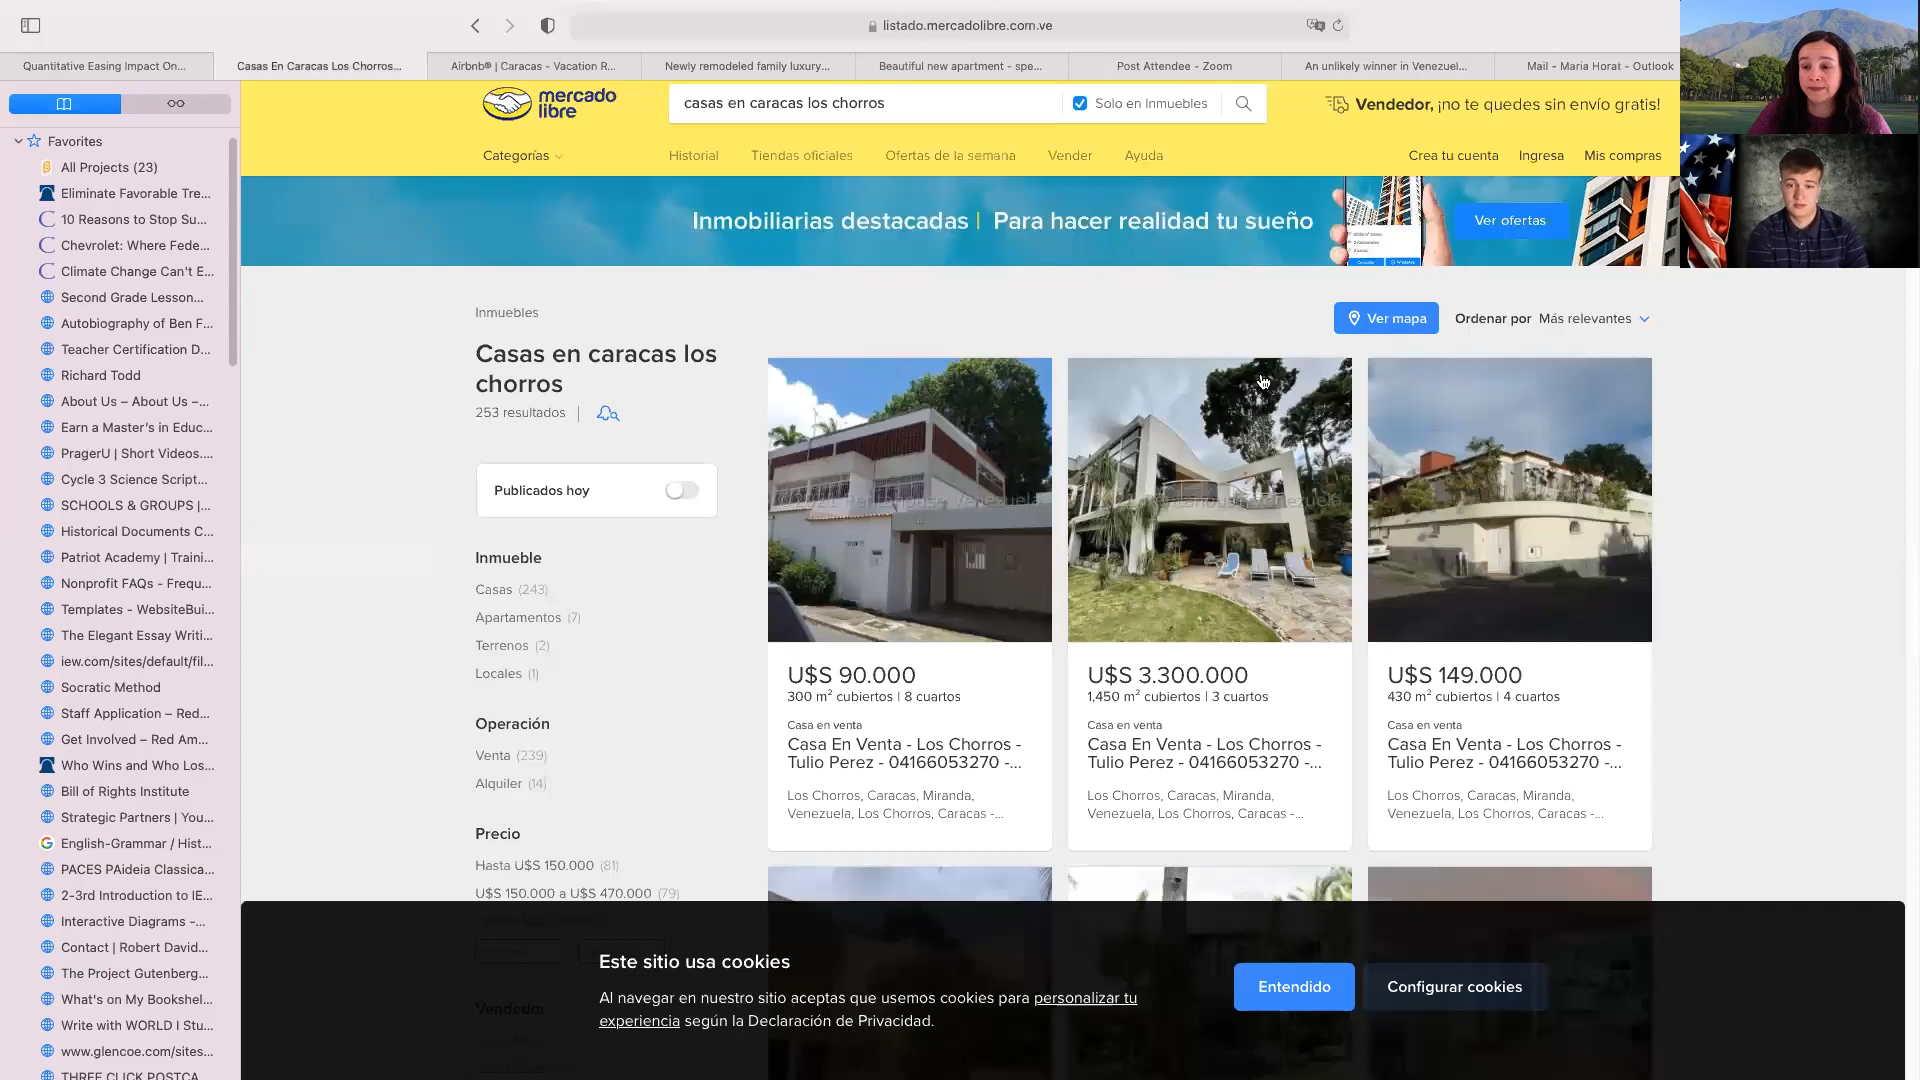 listado.mercadolibre.com.ve
Quantitative Easing Impact On...
Casas En Caracas Los Chorros...
Airbnb® | Caracas - Vacation R...
Newly remodeled family luxury...
Beautiful new apartment - spe...
Post Attendee - Zoom
An unlikely winner in Venezuel...
Mail - Maria Horat - Outlook
Favorites
All Projects (23)
Eliminate Favorable Tre...
10 Reasons to Stop Su...
Chevrolet: Where Fede...
Climate Change Can't E...
Second Grade Lesson...
Autobiography of Ben F...
Teacher Certification D...
Richard Todd
About Us – About Us –...
Earn a Master's in Educ...
PragerU | Short Videos....
Cycle 3 Science Script...
SCHOOLS & GROUPS |...
Historical Documents C...
Patriot Academy | Traini...
Nonprofit FAQs - Frequ...
Templates - WebsiteBui...
The Elegant Essay Writi...
iew.com/sites/default/fil...
Socratic Method
Staff Application – Red...
Get Involved – Red Am...
Who Wins and Who Los...
Bill of Rights Institute
Strategic Partners | You...
English-Grammar / Hist...
PACES PAideia Classica...
2-3rd Introduction to IE...
Interactive Diagrams -...
Contact | Robert David...
The Project Gutenberg...
What's on My Bookshel...
Write with WORLD I Stu...
www.glencoe.com/sites...
THREE CLICK POSTCA...
mercado
libre
casas en caracas los chorros
Solo en Inmuebles
Vendedor, ¡no te quedes sin envío gratis!
Categorías
Historial
Tiendas oficiales
Ofertas de la semana
Vender
Ayuda
Crea tu cuenta
Ingresa
Mis compras
Inmobiliarias destacadas | Para hacer realidad tu sueño
Ver ofertas
Inmuebles
Ver mapa
Ordenar por Más relevantes
Casas en caracas los
chorros
253 resultados
Publicados hoy
Inmueble
Casas (243)
Apartamentos (7)
Terrenos (2)
Locales (1)
Operación
Venta (239)
Alquiler (14)
Precio
Hasta U$S 150.000 (81)
U$S 150.000 a U$S 470.000 (79)
Vendedor
U$S 90.000
300 m² cubiertos | 8 cuartos
Casa en venta
Casa En Venta - Los Chorros -
Tulio Perez - 04166053270 -...
Los Chorros, Caracas, Miranda,
Venezuela, Los Chorros, Caracas -...
U$S 3.300.000
1,450 m² cubiertos | 3 cuartos
Casa en venta
Casa En Venta - Los Chorros -
Tulio Perez - 04166053270 -...
Los Chorros, Caracas, Miranda,
Venezuela, Los Chorros, Caracas -...
U$S 149.000
430 m² cubiertos | 4 cuartos
Casa en venta
Casa En Venta - Los Chorros -
Tulio Perez - 04166053270 -...
Los Chorros, Caracas, Miranda,
Venezuela, Los Chorros, Caracas -...
Este sitio usa cookies
Al navegar en nuestro sitio aceptas que usemos cookies para personalizar tu
experiencia según la Declaración de Privacidad.
Entendido
Configurar cookies